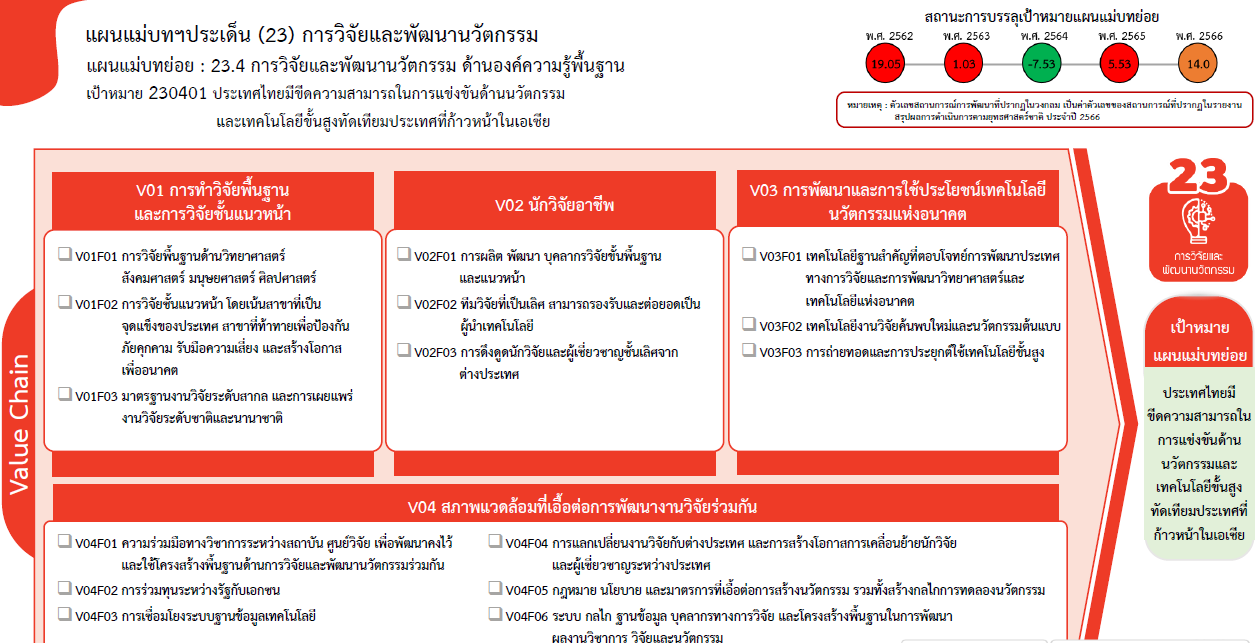 แผนแม่บทฯประเด็น (23) การวิจัยและพัฒนานวัตกรรม
แผนแม่บทย่อย : 23.4 การวิจัยและพัฒนานวัตกรรม ด้านองค์ความรู้พื้นฐาน
เป้าหมาย 230401 ประเทศไทยมีขีดความสามารถในการแข่งขันด้านนวัตกรรม
และเทคโนโลยีขั้นสูงทัดเทียมประเทศที่ก้าวหน้าในเอเชีย
สถานะการบรรลุเป้าหมายแผนแม่บทย่อย
พ.ศ. 2562 พ.ศ. 2563 พ.ศ. 2564 พ.ศ. 2565 พ.ศ. 2566
19.05 1.03 -7.53 5.53 14.0
หมายเหตุ : ตัวเลขสถานการณ์การพัฒนาที่ปรากฏในวงกลม เป็นค่าตัวเลขของสถานการณ์ที่ปรากฏในรายงาน
สรุปผลการดำเนินการตามยุทธศาสตร์ชาติ ประจำปี 2566
Value Chain
V01 การทำวิจัยพื้นฐาน
และการวิจัยชั้นแนวหน้า
V01F01 การวิจัยพื้นฐานด้านวิทยาศาสตร์
สังคมศาสตร์ มนุษยศาสตร์ ศิลปศาสตร์
V01F02 การวิจัยชั้นแนวหน้า โดยเน้นสาขาที่เป็น
จุดแข็งของประเทศ สาขาที่ท้าทายเพื่อป้องกัน
ภัยคุกคาม รับมือความเสี่ยง และสร้างโอกาส
เพื่ออนาคต
V01F03 มาตรฐานงานวิจัยระดับสากล และการเผยแพร่
งานวิจัยระดับชาติและนานาชาติ
V02 นักวิจัยอาชีพ
V02F01 การผลิต พัฒนา บุคลากรวิจัยขั้นพื้นฐาน
และแนวหน้า
V02F02 ทีมวิจัยที่เป็นเลิศ สามารถรองรับและต่อยอดเป็น
ผู้นำเทคโนโลยี
V02F03 การดึงดูดนักวิจัยและผู้เชี่ยวชาญชั้นเลิศจาก
ต่างประเทศ
V03 การพัฒนาและการใช้ประโยชน์เทคโนโลยี
นวัตกรรมแห่งอนาคต
V03F01 เทคโนโลยีฐานสำคัญที่ตอบโจทย์การพัฒนาประเทศ
ทางการวิจัยและการพัฒนาวิทยาศาสตร์และ
เทคโนโลยีแห่งอนาคต
V03F02 เทคโนโลยีงานวิจัยค้นพบใหม่และนวัตกรรมต้นแบบ
V03F03 การถ่ายทอดและการประยุกต์ใช้เทคโนโลยีขั้นสูง
V04 สภาพแวดล้อมที่เอื้อต่อการพัฒนางานวิจัยร่วมกัน
V04F01 ความร่วมมือทางวิชาการระหว่างสถาบัน ศูนย์วิจัย เพื่อพัฒนาคงไว้
และใช้โครงสร้างพื้นฐานด้านการวิจัยและพัฒนานวัตกรรมร่วมกัน
V04F02 การร่วมทุนระหว่างรัฐกับเอกชน
V04F03 การเชื่อมโยงระบบฐานข้อมูลเทคโนโลยี
V04F04 การแลกเปลี่ยนงานวิจัยกับต่างประเทศ และการสร้างโอกาสการเคลื่อนย้ายนักวิจัย
และผู้เชี่ยวชาญระหว่างประเทศ
V04F05 กฎหมาย นโยบาย และมาตรการที่เอื้อต่อการสร้างนวัตกรรม รวมทั้งสร้างกลไกการทดลองนวัตกรรม
V04F06 ระบบ กลไก ฐานข้อมูล บุคลากรทางการวิจัย และโครงสร้างพื้นฐานในการพัฒนา
ผลงานวิชาการ วิจัยและนวัตกรรม
23
การวิจัยและ
พัฒนานวัตกรรม
เป้าหมาย
แผนแม่บทย่อย
ประเทศไทยมี
ขีดความสามารถใน
การแข่งขันด้าน
นวัตกรรมและ
เทคโนโลยีขั้นสูง
ทัดเทียมประเทศที่
ก้าวหน้าในเอเชีย